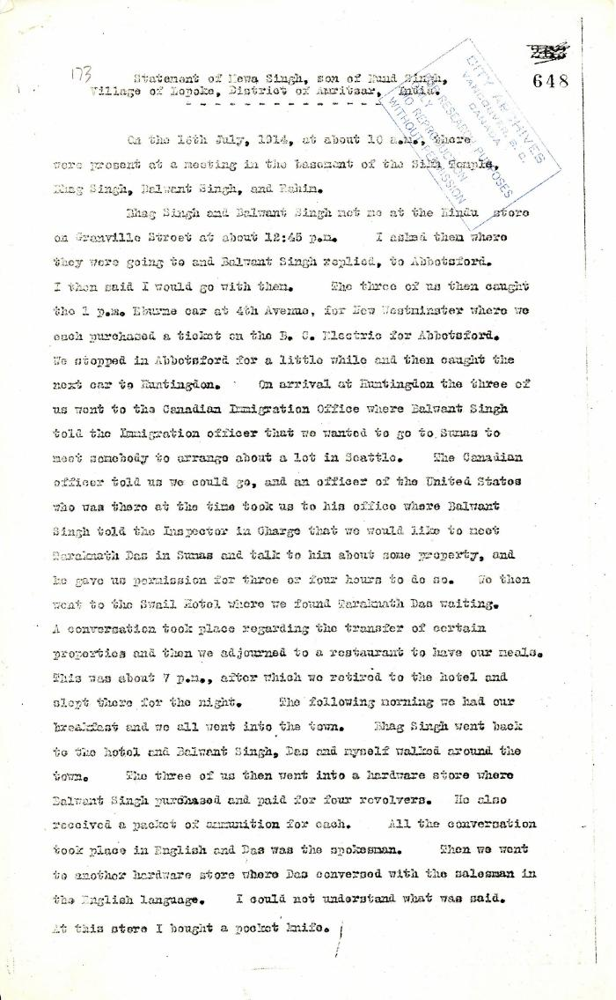 173
648
Statement of Mewa Singh, son of Nund Singh,
Village of Lopoke, District of Amritsar, India.
CITY ARCHIVES
VANCOUVER, B. C.
CANADA
RESEARCH PURPOSES
ONLY
NO REPRODUCTION
WITHOUT PERMISSION
On the 16th July, 1914, at about 10 a.m., there
were present at a meeting in the basement of the Sikh Temple,
Bhag Singh, Balwant Singh, and Rahim.
Bhag Singh and Balwant Singh met me at the Hindu store
on Granville Street at about 12:45 p.m. I asked them where
they were going to and Balwant Singh replied, to Abbotsford.
I then said I would go with them. The three of us then caught
the 1 p.m. Eburne car at 4th Avenue, for New Westminster where we
each purchased a ticket on the B. C. Electric for Abbotsford.
We stopped in Abbotsford for a little while and then caught the
next car to Huntingdon. On arrival at Huntingdon the three of
us went to the Canadian Immigration Office where Balwant Singh
told the Immigration officer that we wanted to go to Sumas to
meet somebody to arrange about a lot in Seattle. The Canadian
officer told us we could go, and an officer of the United States
who was there at the time took us to his office where Balwant
Singh told the Inspector in Charge that we would like to meet
Taraknath Das in Sumas and talk to him about some property, and
he gave us permission for three or four hours to do so. We then
went to the Swail Hotel where we found Taraknath Das waiting.
A conversation took place regarding the transfer of certain
properties and then we adjourned to a restaurant to have our meals.
This was about 7 p.m., after which we retired to the hotel and
slept there for the night. The following morning we had our
breakfast and we all went into the town. Bhag Singh went back
to the hotel and Balwant Singh, Das and myself walked around the
town. The three of us then went into a hardware store where
Balwant Singh purchased and paid for four revolvers. He also
received a packet of ammunition for each. All the conversation
took place in English and Das was the spokesman. Then we went
to another hardware store where Das conversed with the salesman in
the English language. I could not understand what was said.
At this store I bought a pocket knife.